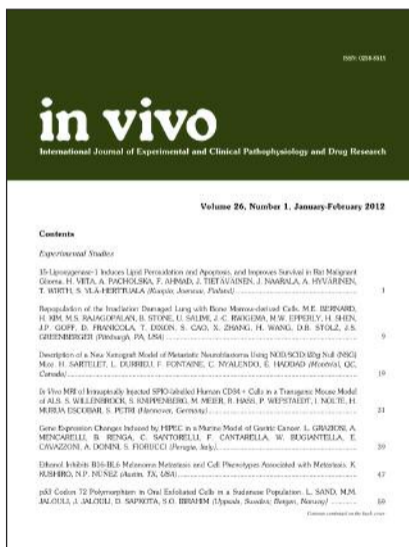 ISSN: 0258-851X
in vivo
International Journal of Experimental and Clinical Pathophysiology and Drug Research
Volume 26, Number 1, January-February 2012
Contents
Experimental Studies
15-Lipoxygenase-1 Induces Lipid Peroxidation and Apoptosis, and Improves Survival in Rat Malignant
Glioma. H. VIITA, A. PACHOLSKA, F. AHMAD, J. TIETÄVÄINEN, J. NAARALA, A. HYVÄRINEN,
T. WIRTH, S. YLÄ-HERTTUALA (Kuopio, Joensuu, Finland) 1
Repopulation of the Irradiation Damaged Lung with Bone Marrow-derived Cells. M.E. BERNARD,
H. KIM, M.S. RAJAGOPALAN, B. STONE, U. SALIMI, J.-C. RWIGEMA, M.W. EPPERLY, H. SHEN,
J.P. GOFF, D. FRANICOLA, T. DIXON, S. CAO, X. ZHANG, H. WANG, D.B. STOLZ, J.S.
GREENBERGER (Pittsburgh, PA, USA) 9
Description of a New Xenograft Model of Metastatic Neuroblastoma Using NOD/SCID/Il2rg Null (NSG)
Mice. H. SARTELET, L. DURRIEU, F. FONTAINE, C. NYALENDO, E. HADDAD (Montréal, QC,
Canada) 19
In Vivo MRI of Intraspinally Injected SPIO-labelled Human CD34+ Cells in a Transgenic Mouse Model
of ALS. S. WILLENBROCK, S. KNIPPENBERG, M. MEIER, R. HASS, P. WEFSTAEDT, I. NOLTE, H.
MURUA ESCOBAR, S. PETRI (Hannover, Germany) 31
Gene Expression Changes Induced by HIPEC in a Murine Model of Gastric Cancer. L. GRAZIONI, A.
MENCARELLI, B. RENGA, C. SANTORELLI, F. CANTARELLA, W. BUGIANTELLA, E.
CAVAZZONI, A. DONINI, S. FIORUCCI (Perugia, Italy) 39
Ethanol Inhibits B16-BL6 Melanoma Metastasis and Cell Phenotypes Associated with Metastasis. K.
KUSHIRO, N.P. NÚÑEZ (Austin, TX, USA) 47
p53 Codon 72 Polymorphism in Oral Exfoliated Cells in a Sudanese Population. L. SAND, M.M.
JALOULI, J. JALOULI, D. SAPKOTA, S.O. IBRAHIM (Uppsala, Sweden; Bergen, Norway) 59
Contents continued on the back cover